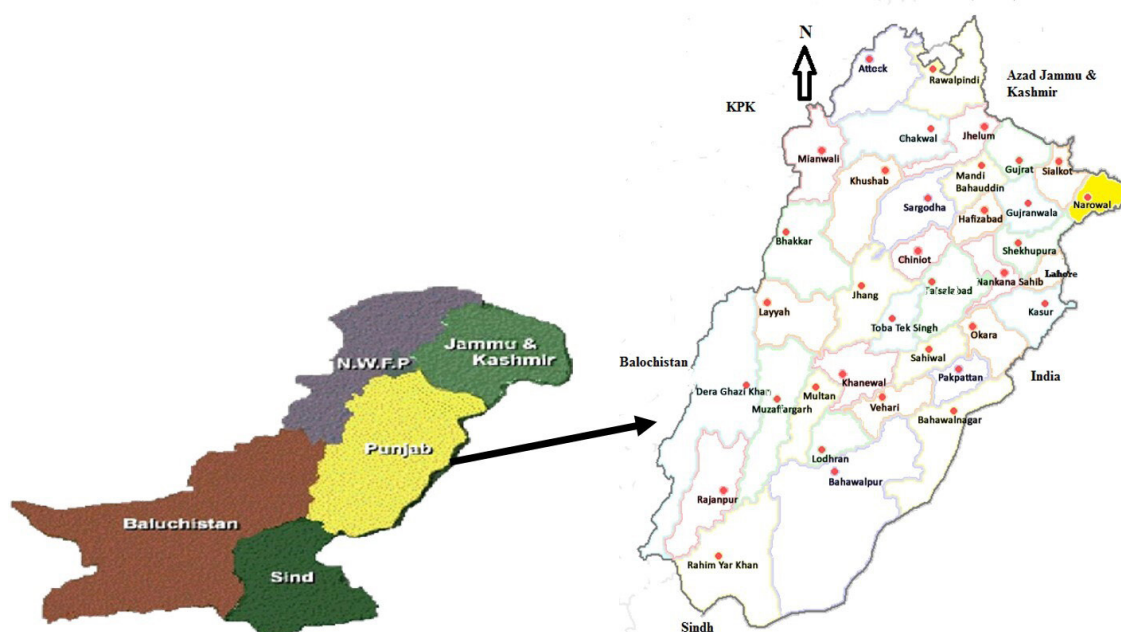 N
Attock
Rawalpindi
Azad Jammu &
Kashmir
KPK
Chakwal
Jhelum
Mianwali
Khushab
Mandi
Bahauddin
Gujrat
Sialkot
Sargodha
Hafizabad
Gujranwala
Narowal
Bhakkar
Chiniot
Shekhupura
Lahore
Jhang
Faisalabad
Nankana Sahib
Layyah
Toba Tek Singh
Kasur
Okara
Sahiwal
Balochistan
Khanewal
Pakpattan
India
Dera Ghazi Khan
Muzaffargarh
Multan
Vehari
Bahawalnagar
Lodhran
Bahawalpur
Rajanpur
Rahim Yar Khan
Sindh
Jammu &
Kashmir
N.W.F.P
Punjab
Baluchistan
Sind